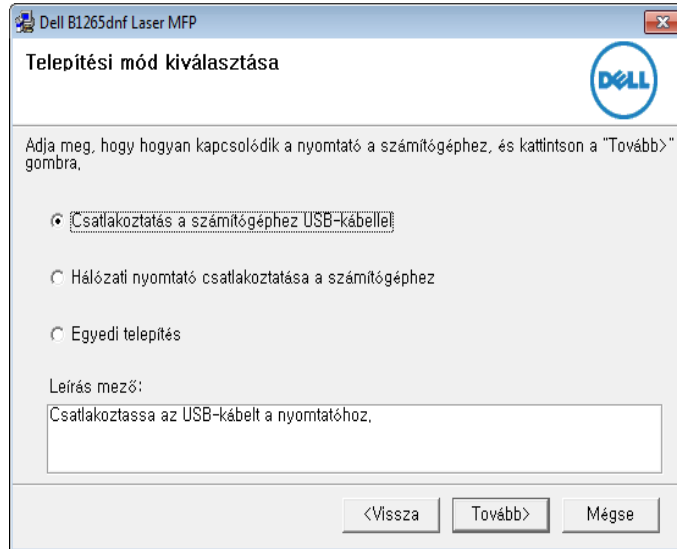 Dell B1265dnf Laser MFP
Telepítési mód kiválasztása
DELL
Adja meg, hogy hogyan kapcsolódik a nyomtató a számítógéphez, és kattintson a "Tovább>"
gombra,
Csatlakoztatás a számítógéphez USB-kábellel
Hálózati nyomtató csatlakoztatása a számítógéphez
Egyedi telepítés
Leírás mező:
Csatlakoztassa az USB-kábelt a nyomtatóhoz,
<Vissza
Tovább>
Mégse